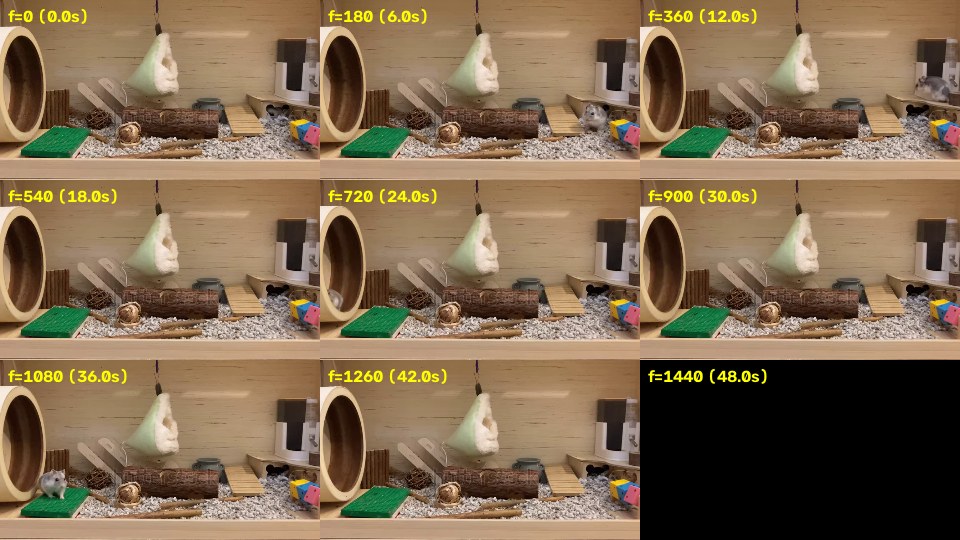 f=0 (0.0s)
f=180 (6.0s)
f=360 (12.0s)
f=540 (18.0s)
f=720 (24.0s)
f=900 (30.0s)
f=1080 (36.0s)
f=1260 (42.0s)
f=1440 (48.0s)